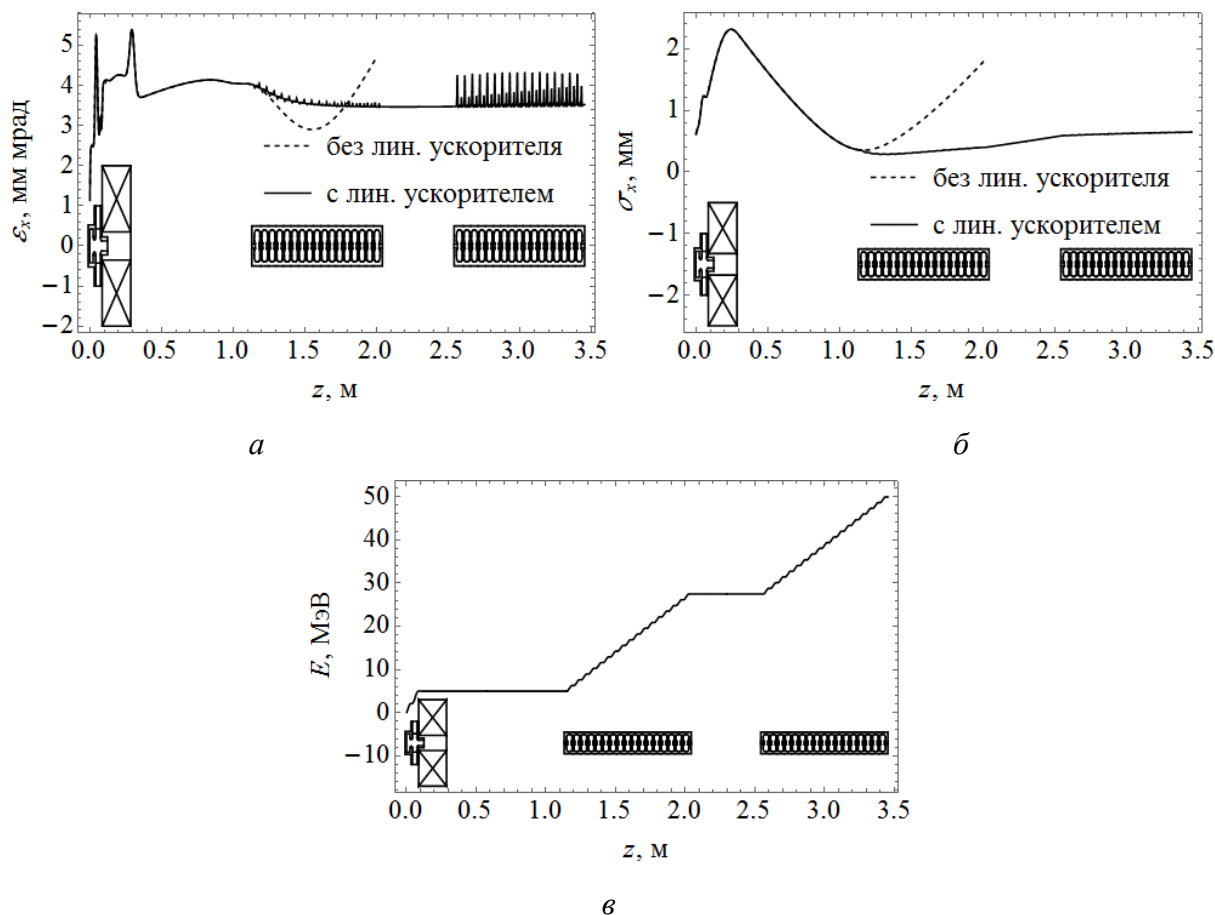 5
4
3
2
1
0
−1
−2
εx, мм мрад
без лин. ускорителя
с лин. ускорителем
0.0 0.5 1.0 1.5 2.0 2.5 3.0 3.5
z, м
а
2
1
0
−1
−2
σx, мм
без лин. ускорителя
с лин. ускорителем
0.0 0.5 1.0 1.5 2.0 2.5 3.0 3.5
z, м
б
50
40
30
20
10
0
−10
E, МэВ
0.0 0.5 1.0 1.5 2.0 2.5 3.0 3.5
z, м
в